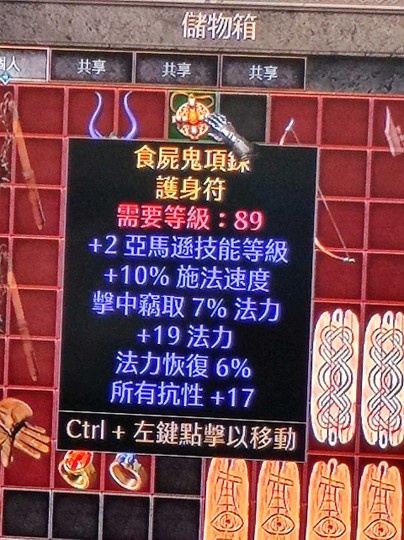 儲物箱
個人
共享
共享
共享
食屍鬼項鍊
護身符
需要等級：89
+2 亞馬遜技能等級
+10% 施法速度
擊中竊取 7% 法力
+19 法力
法力恢復 6%
所有抗性 +17
Ctrl + 左鍵點擊以移動